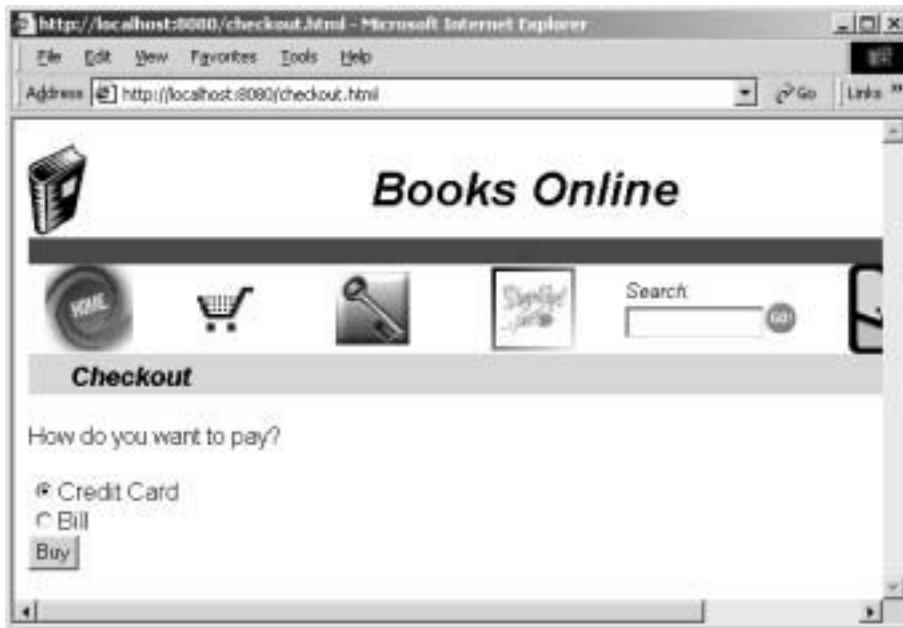 http://localhost:8080/checkout.html - Microsoft Internet Explorer
File Edit View Favorites Tools Help
Address http://localhost:8080/checkout.html Go Links »
Books Online
HOME
Search
GO!
Checkout
How do you want to pay?
Credit Card
Bill
Buy